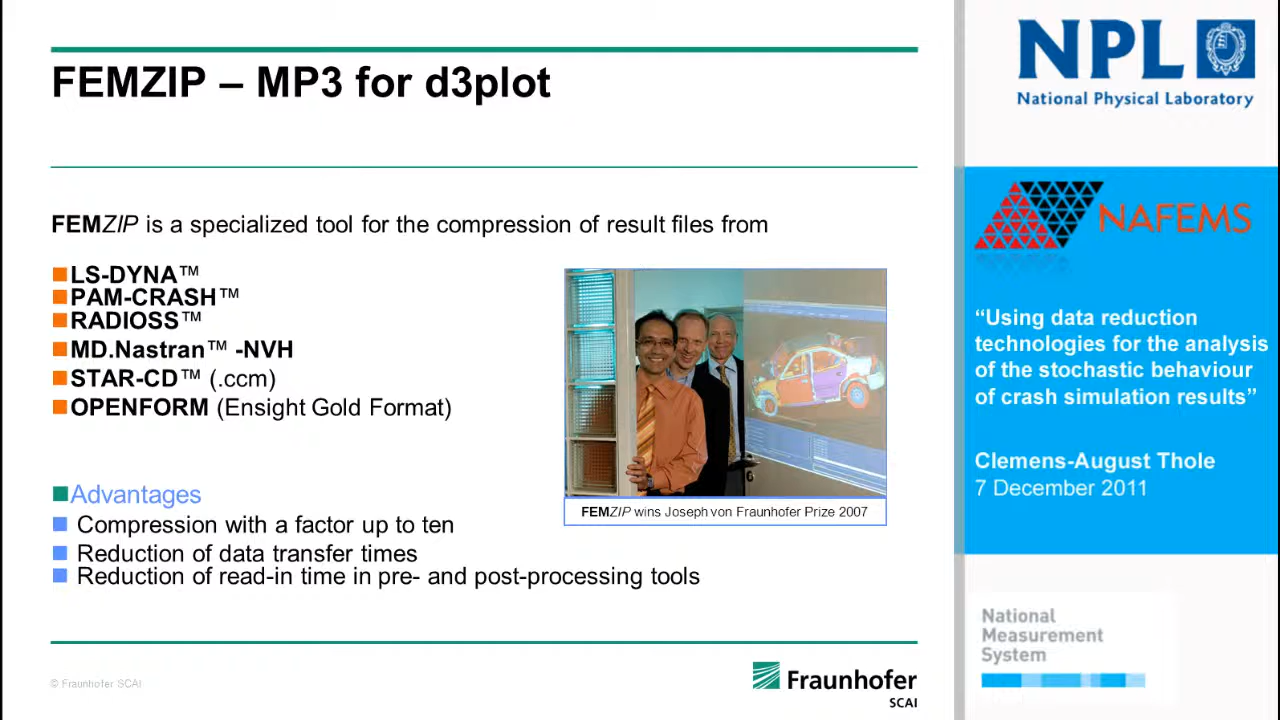 FEMZIP – MP3 for d3plot
FEMZIP is a specialized tool for the compression of result files from
LS-DYNA™
PAM-CRASH™
RADIOSS™
MD.Nastran™ -NVH
STAR-CD™ (.ccm)
OPENFORM (Ensight Gold Format)
FEMZIP wins Joseph von Fraunhofer Prize 2007
Advantages
Compression with a factor up to ten
Reduction of data transfer times
Reduction of read-in time in pre- and post-processing tools
© Fraunhofer SCAI
Fraunhofer
SCAI
NPL
National Physical Laboratory
NAFEMS
“Using data reduction
technologies for the analysis
of the stochastic behaviour
of crash simulation results”
Clemens-August Thole
7 December 2011
National
Measurement
System